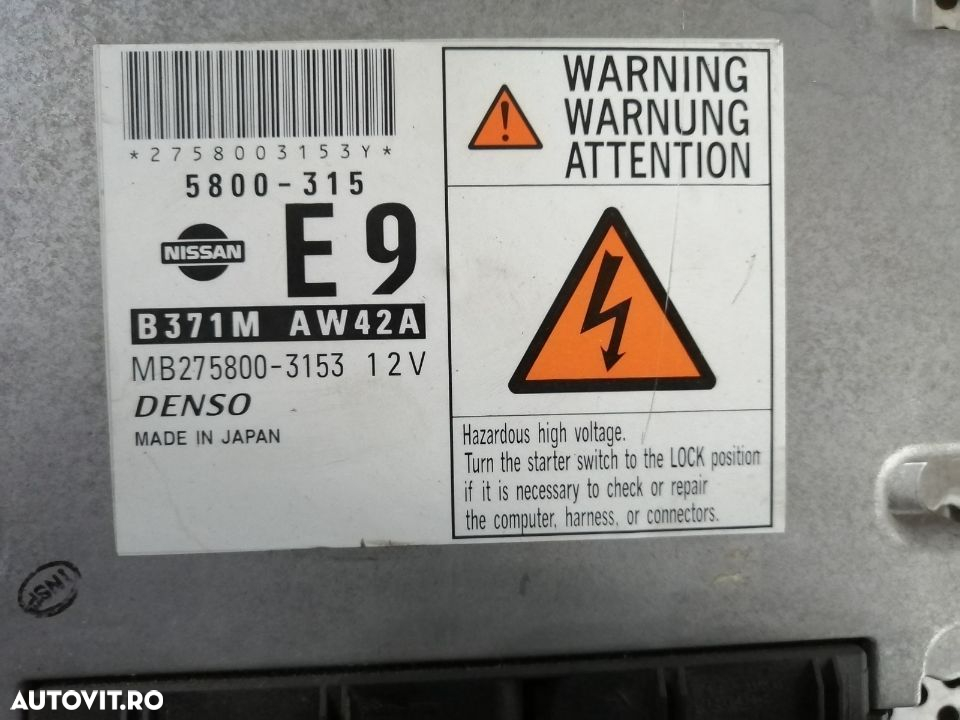 *2758003153Y*
5800-315
NISSAN
E9
B371M AW42A
MB275800-3153 12V
DENSO
MADE IN JAPAN
WARNING
WARNUNG
ATTENTION
Hazardous high voltage.
Turn the starter switch to the LOCK position
if it is necessary to check or repair
the computer, harness, or connectors.
INSP
AUTOVIT.RO